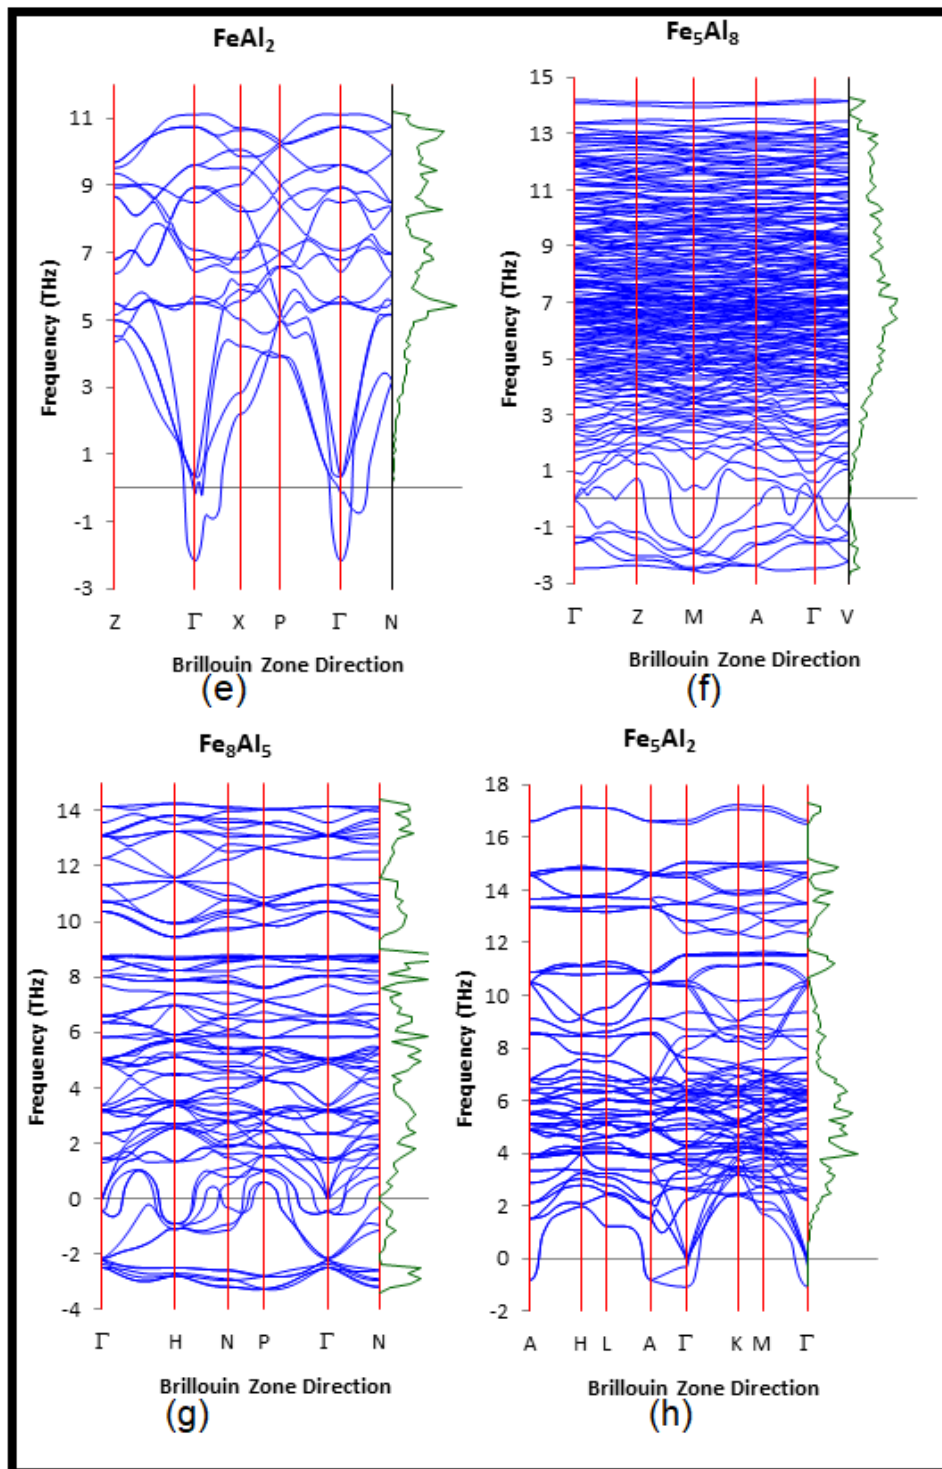 FeAl₂
Frequency (THz)
11
9
7
5
3
1
-1
-3
Z Γ X P Γ N
Brillouin Zone Direction
(e)
Fe₅Al₈
Frequency (THz)
15
13
11
9
7
5
3
1
-1
-3
Γ Z M A Γ V
Brillouin Zone Direction
(f)
Fe₈Al₅
Frequency (THz)
14
12
10
8
6
4
2
0
-2
-4
Γ H N P Γ N
Brillouin Zone Direction
(g)
Fe₅Al₂
Frequency (THz)
18
16
14
12
10
8
6
4
2
0
-2
A H L A Γ K M Γ
Brillouin Zone Direction
(h)